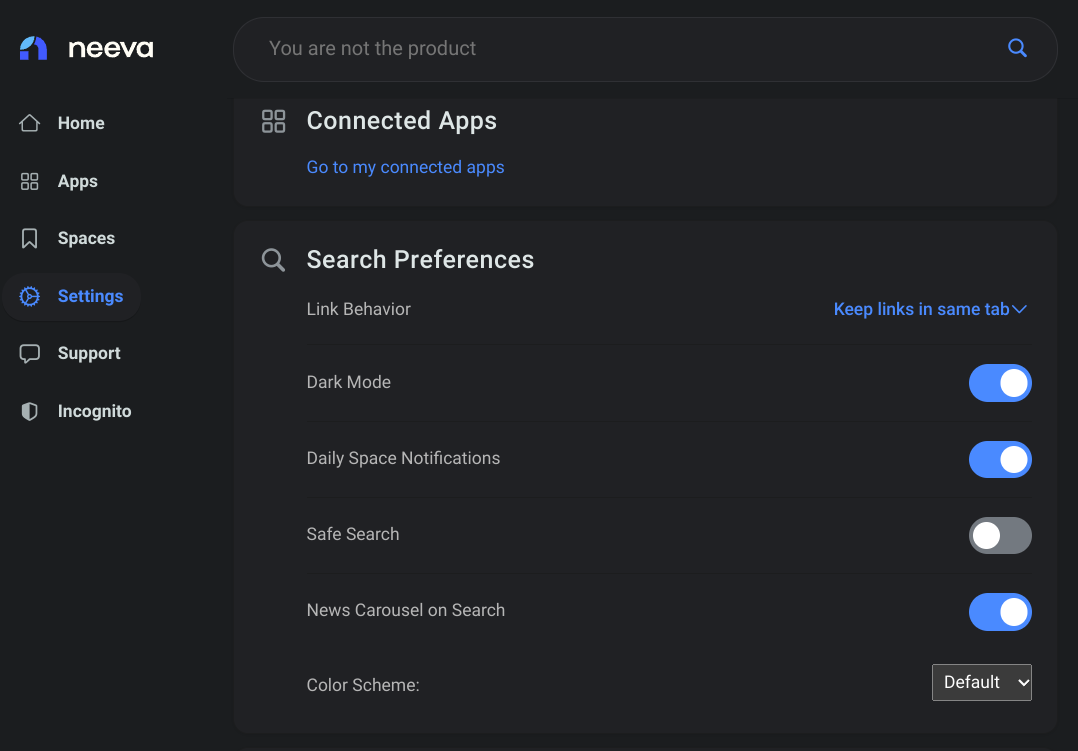 neeva
You are not the product
Home
Apps
Spaces
Settings
Support
Incognito
Connected Apps
Go to my connected apps
Search Preferences
Link Behavior Keep links in same tab
Dark Mode
Daily Space Notifications
Safe Search
News Carousel on Search
Color Scheme: Default